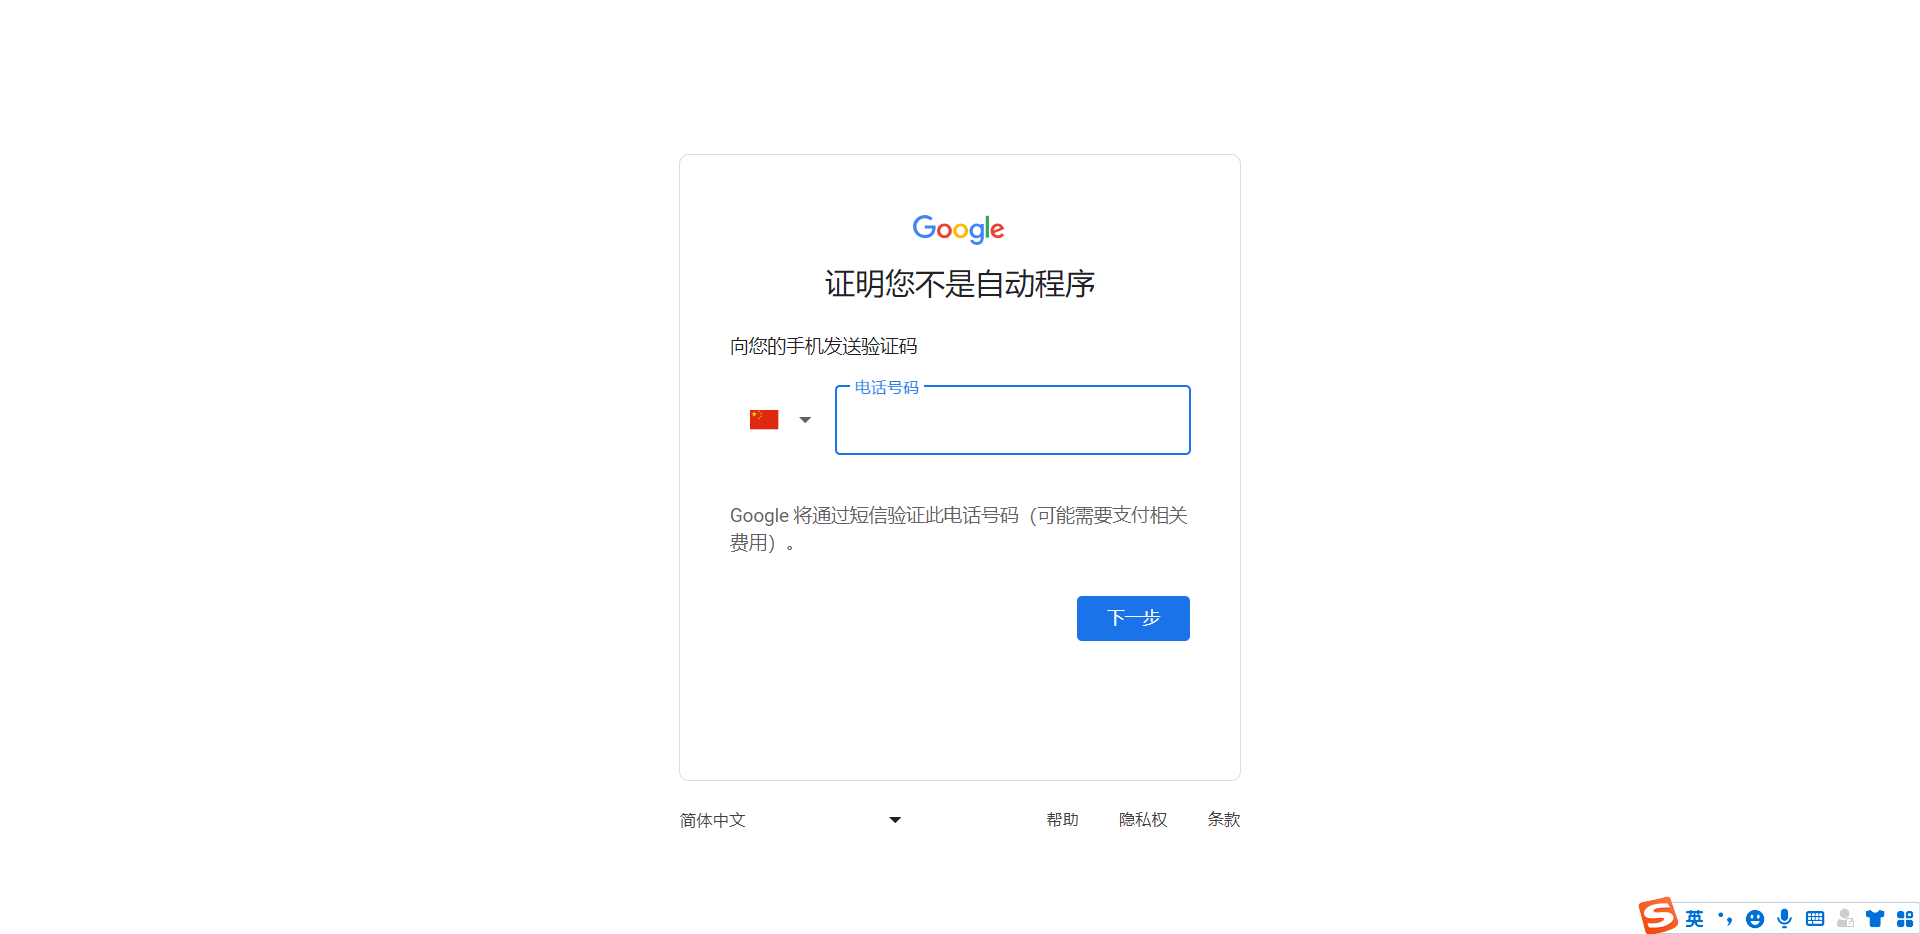 Google
证明您不是自动程序
向您的手机发送验证码
电话号码
Google 将通过短信验证此电话号码（可能需要支付相关
费用）。
下一步
简体中文 帮助 隐私权 条款
S 英